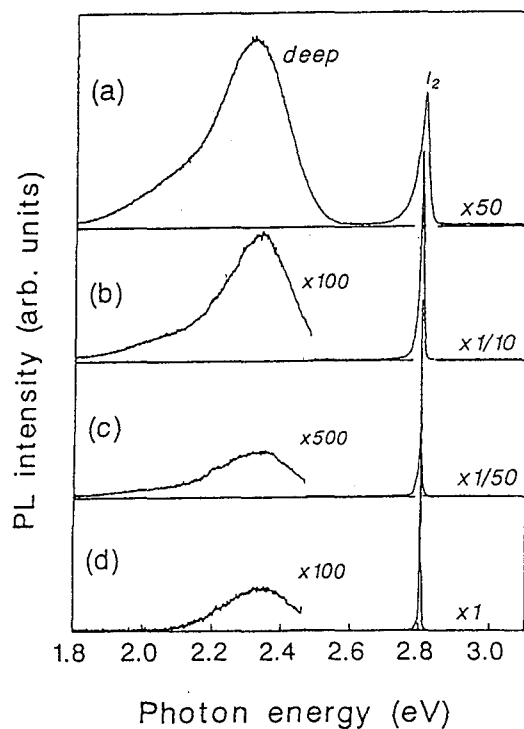 deep
I₂
(a)
x50
(b)
x100
x1/10
(c)
x500
x1/50
(d)
x100
x1
1.8 2.0 2.2 2.4 2.6 2.8 3.0
Photon energy (eV)
PL intensity (arb. units)